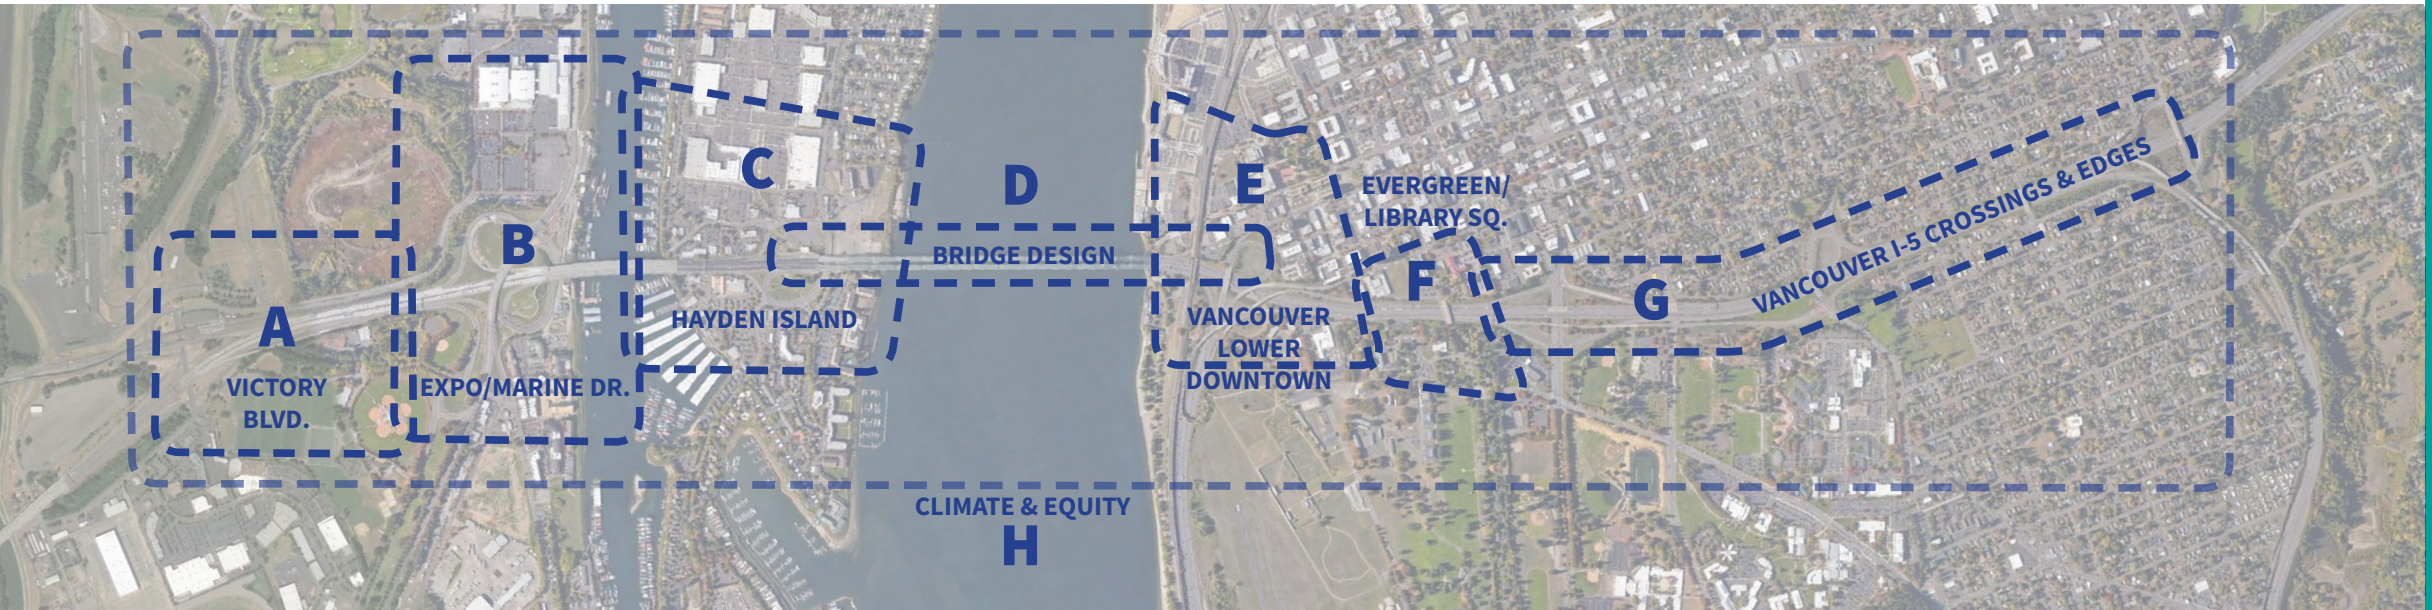 A
VICTORY
BLVD.
B
EXPO/MARINE DR.
C
HAYDEN ISLAND
D
BRIDGE DESIGN
E
VANCOUVER
LOWER
DOWNTOWN
EVERGREEN/
LIBRARY SQ.
F
G
VANCOUVER I-5 CROSSINGS & EDGES
CLIMATE & EQUITY
H